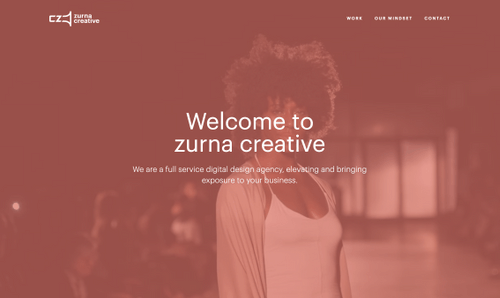 CZ zurna
creative
WORK OUR MINDSET CONTACT
Welcome to
zurna creative
We are a full service digital design agency, elevating and bringing
exposure to your business.